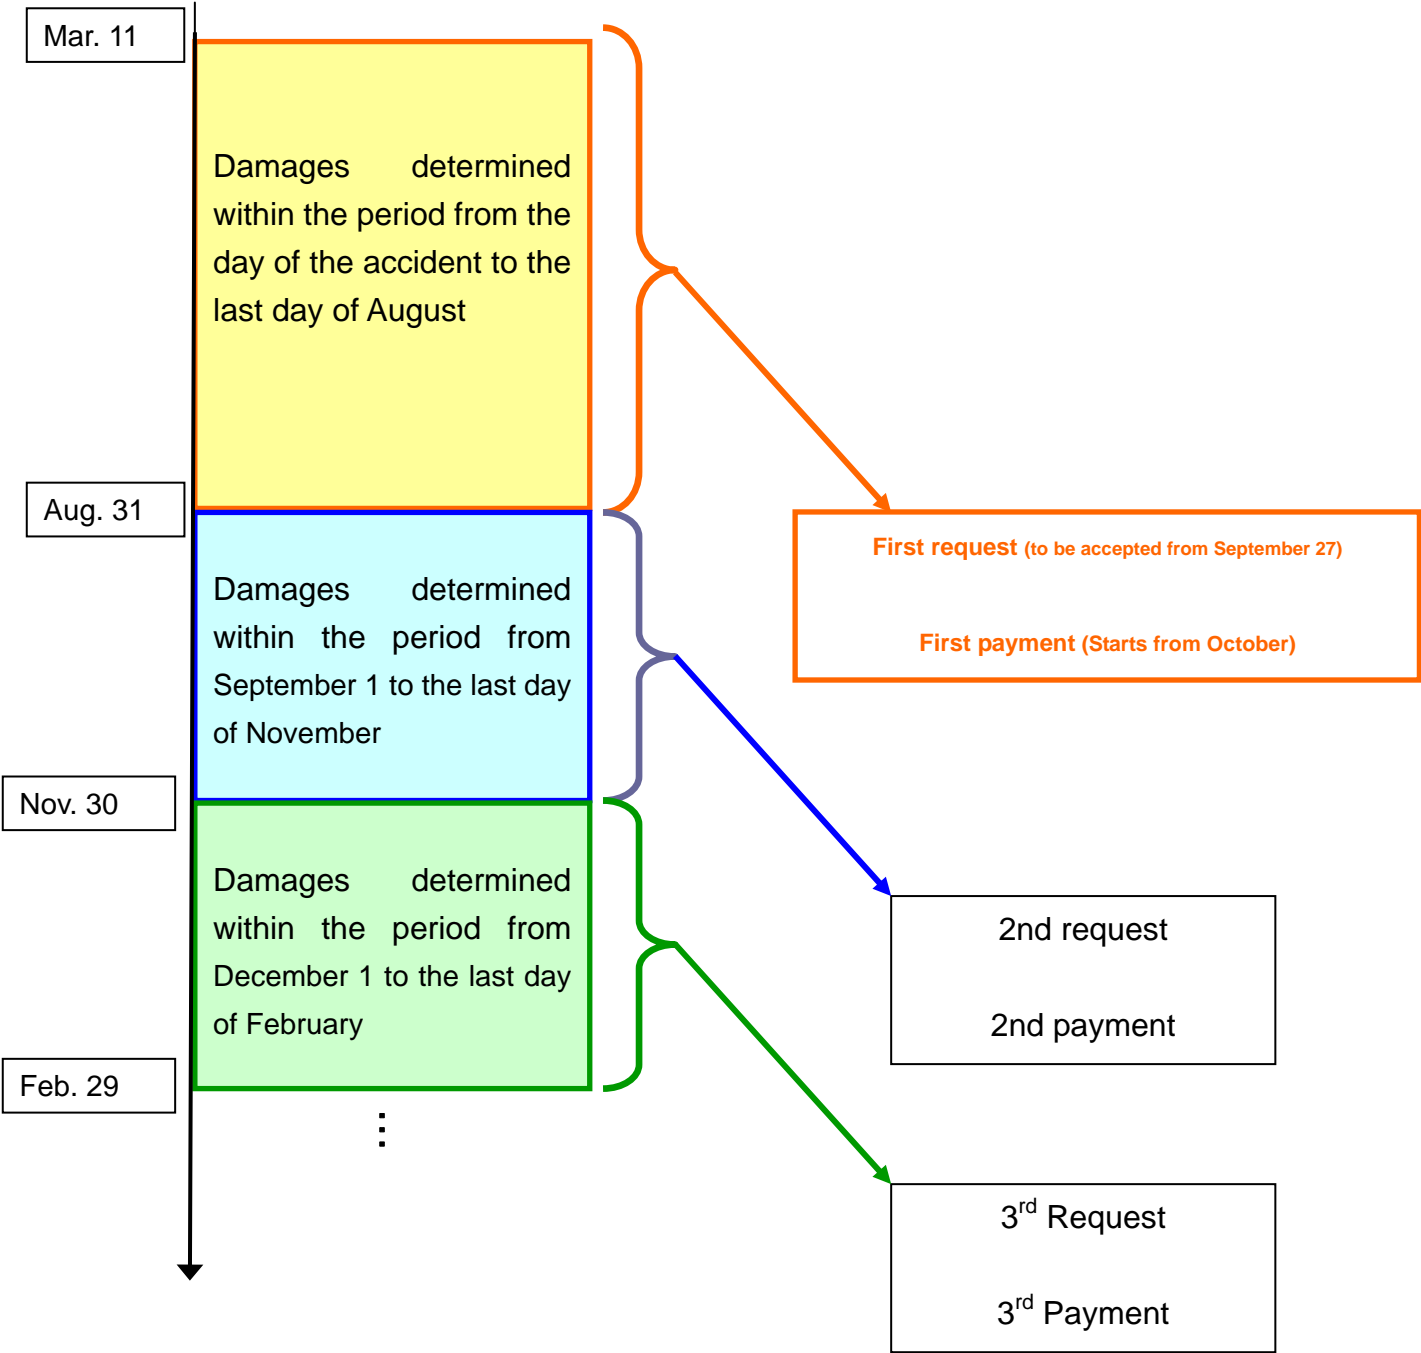 Mar. 11
Damages determined
within the period from the
day of the accident to the
last day of August
Aug. 31
First request (to be accepted from September 27)
First payment (Starts from October)
Damages determined
within the period from
September 1 to the last day
of November
Nov. 30
Damages determined
within the period from
December 1 to the last day
of February
2nd request
2nd payment
Feb. 29
⋮
3rd Request
3rd Payment